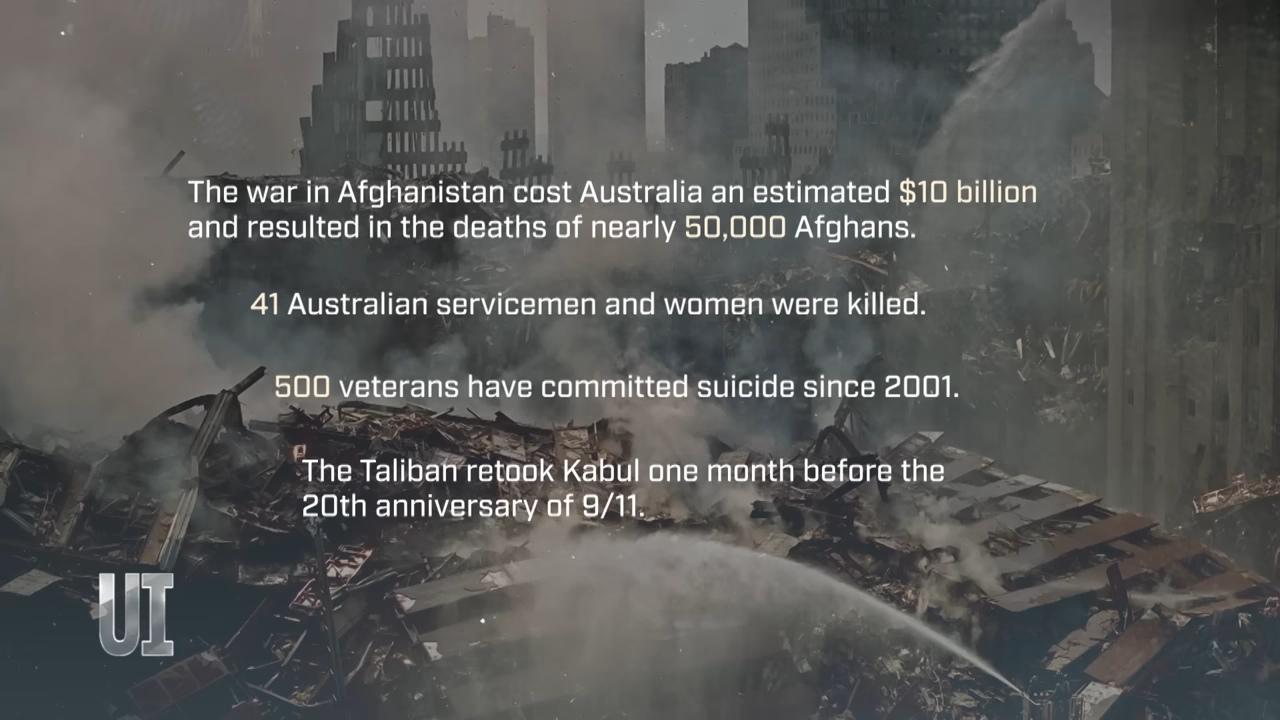 The war in Afghanistan cost Australia an estimated $10 billion
and resulted in the deaths of nearly 50,000 Afghans.
41 Australian servicemen and women were killed.
500 veterans have committed suicide since 2001.
The Taliban retook Kabul one month before the
20th anniversary of 9/11.
UI